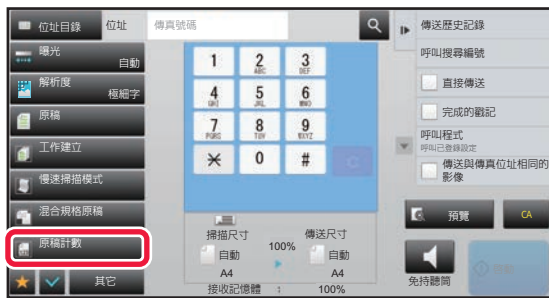 位址目錄
位址
傳真號碼
傳送歷史記錄
曝光
自動
呼叫搜尋編號
解析度
極細字
直接傳送
原稿
完成的戳記
工作建立
呼叫程式
呼叫已登錄設定
慢速掃描模式
傳送與傳真位址相同的
影像
混合規格原稿
原稿計數
其它
1
2 ABC
3 DEF
4 GHI
5 JKL
6 MNO
7 PQRS
8 TUV
9 WXYZ
0
#
C
掃描尺寸
傳送尺寸
自動
100%
自動
A4
A4
接收記憶體 : 100%
預覽
CA
免持聽筒